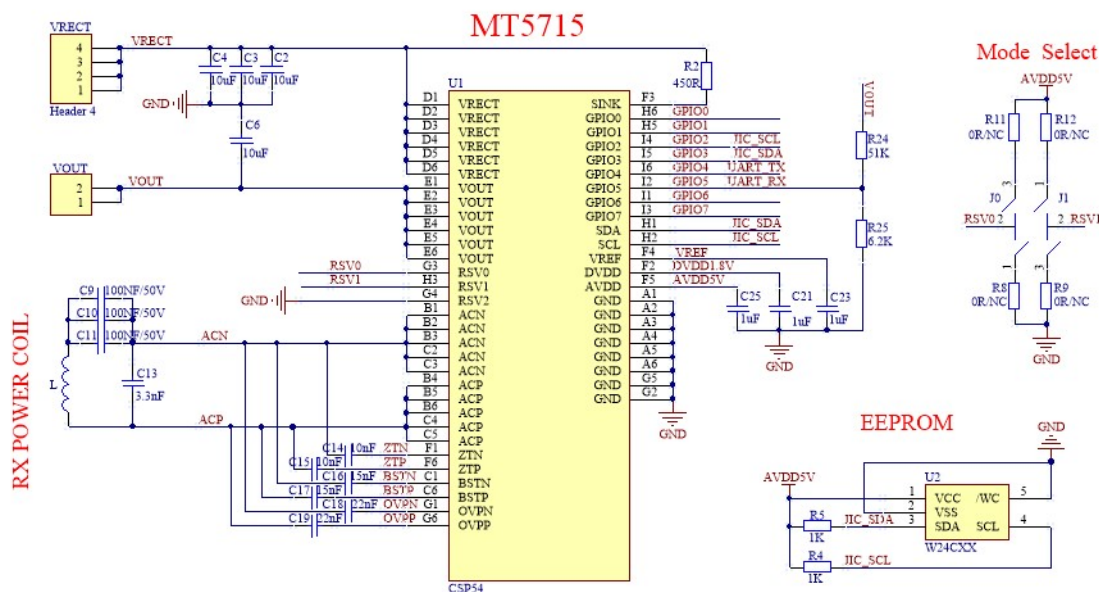 MT5715
VRECT
4
3
2
1
Header 4
VRECT
C4
10uF
C3
10uF
C2
10uF
GND
C6
10uF
VOUT
2
1
VOUT
R2
450R
U1
D1 VRECT
D2 VRECT
D3 VRECT
D4 VRECT
D5 VRECT
D6 VRECT
E1 VOUT
E2 VOUT
E3 VOUT
E4 VOUT
E5 VOUT
E6 VOUT
RSV0 G3 RSV0
RSV1 H3 RSV1
GND G4 RSV2
B1 ACN
B2 ACN
B3 ACN
C2 ACN
C3 ACN
B4 ACP
B5 ACP
B6 ACP
C4 ACP
C5 ACP
C14 10nF ZTN F1 ZTN
C15 10nF ZTP F6 ZTP
C16 15nF BSTN C1 BSTN
C17 15nF BSTP C6 BSTP
C18 22nF OVPN G1 OVPN
C19 22nF OVPP G6 OVPP
CSP54
SINK F3
GPIO0 H6 GPIO0
GPIO1 H5 GPIO1
GPIO2 I4 GPIO2 JIC_SCL
GPIO3 I5 GPIO3 JIC_SDA
GPIO4 I6 GPIO4 UART_TX
GPIO5 I2 GPIO5 UART_RX
GPIO6 I1 GPIO6
GPIO7 I3 GPIO7
SDA H1 JIC_SDA
SCL H2 JIC_SCL
VREF F4 VREF
DVDD F2 DVDD1.8V
AVDD F5 AVDD5V
GND A1
GND A2
GND A3
GND A4
GND A5
GND A6
GND G5
GND G2
GND
C25
1uF
C21
1uF
C23
1uF
GND
VOUT
R24
51K
R25
6.2K
RX POWER COIL
C9 100NF/50V
C10 100NF/50V
C11 100NF/50V
L
C13
3.3nF
ACN
ACP
Mode Select
AVDD5V
R11
0R/NC
R12
0R/NC
3
1
J0
J1
RSV0 2
2 RSV1
1
3
R8
0R/NC
R9
0R/NC
GND
EEPROM
GND
AVDD5V
U2
1 VCC /WC 5
2 VSS
3 SDA SCL 4
W24CXX
R5 JIC_SDA
1K
R4 JIC_SCL
1K